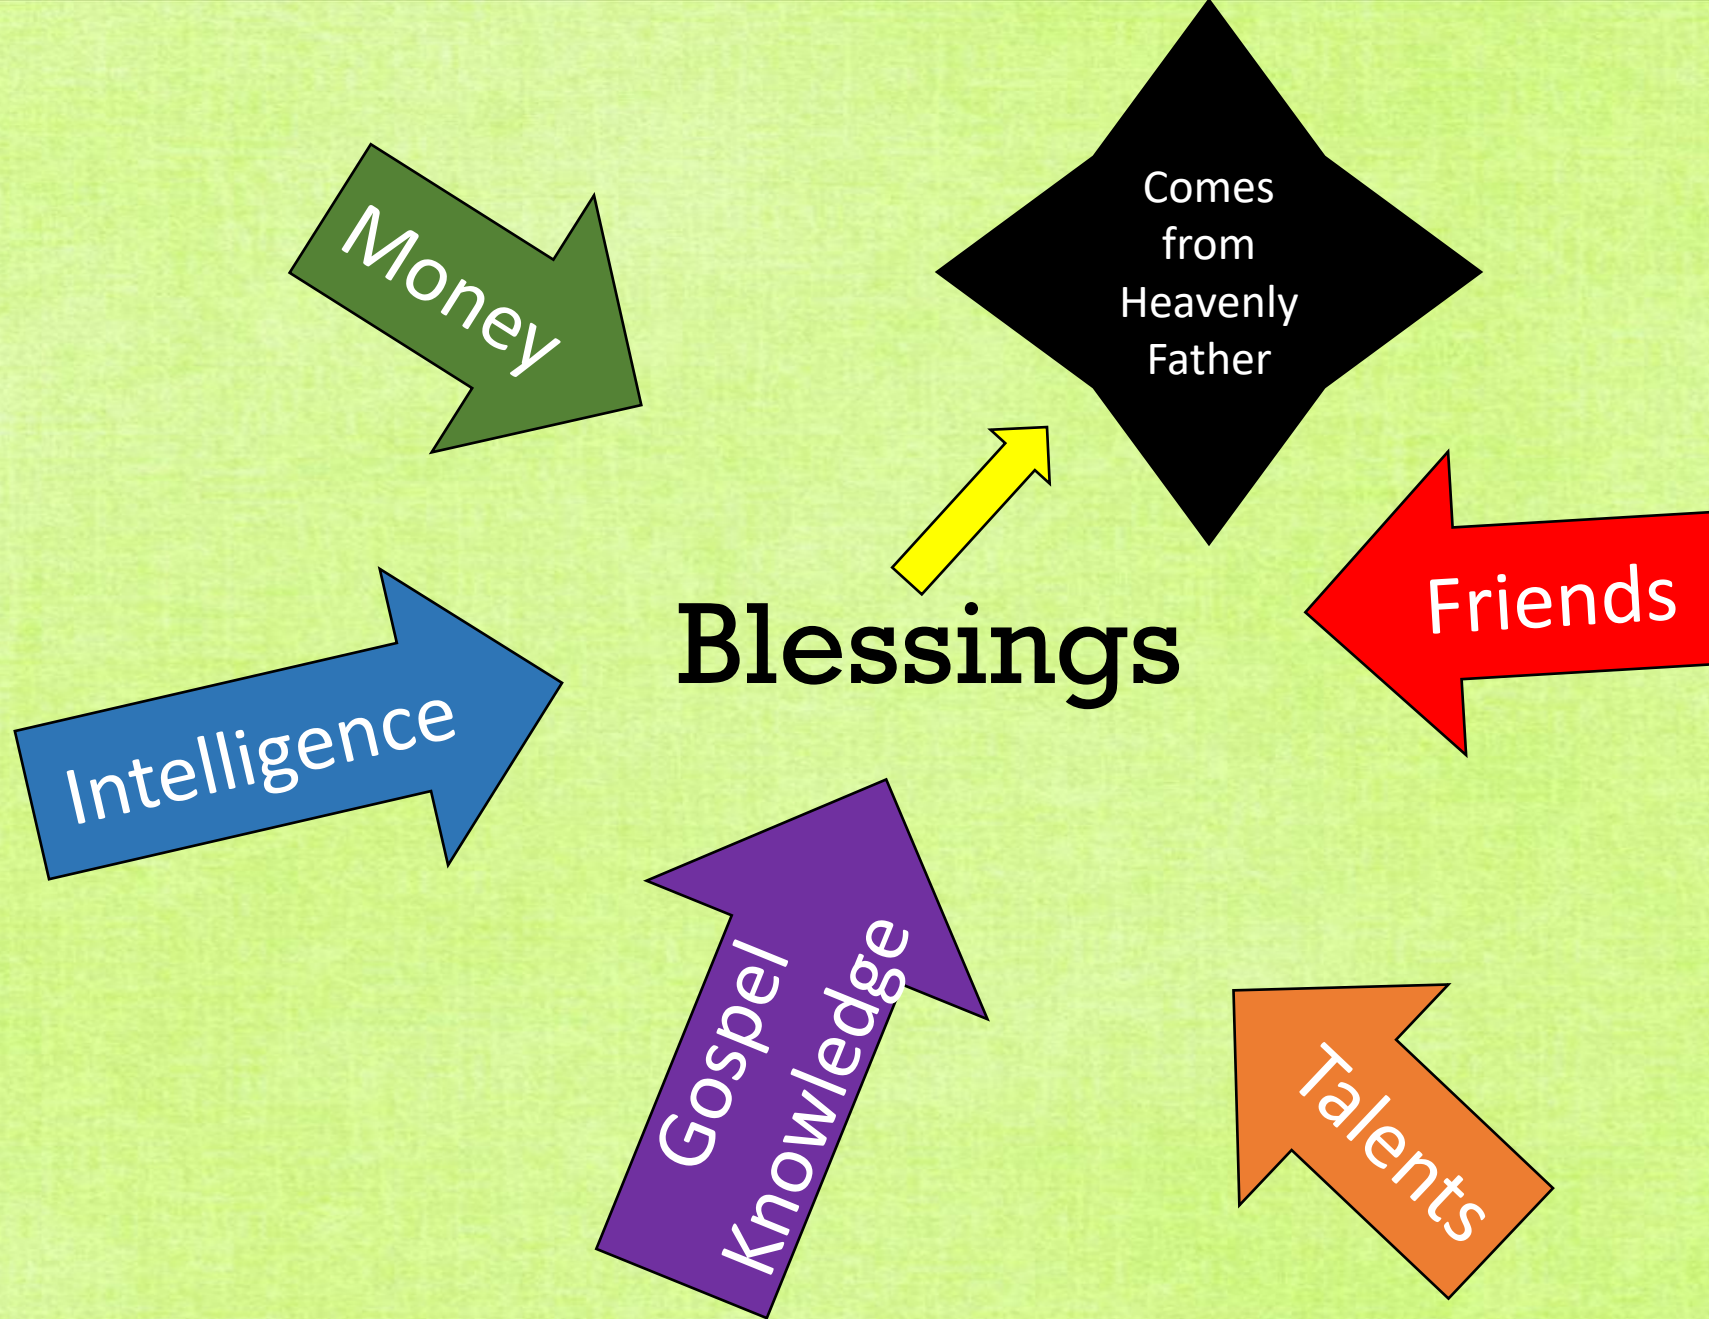 Comes
from
Heavenly
Father
Money
Friends
Blessings
Intelligence
Gospel
Knowledge
Talents